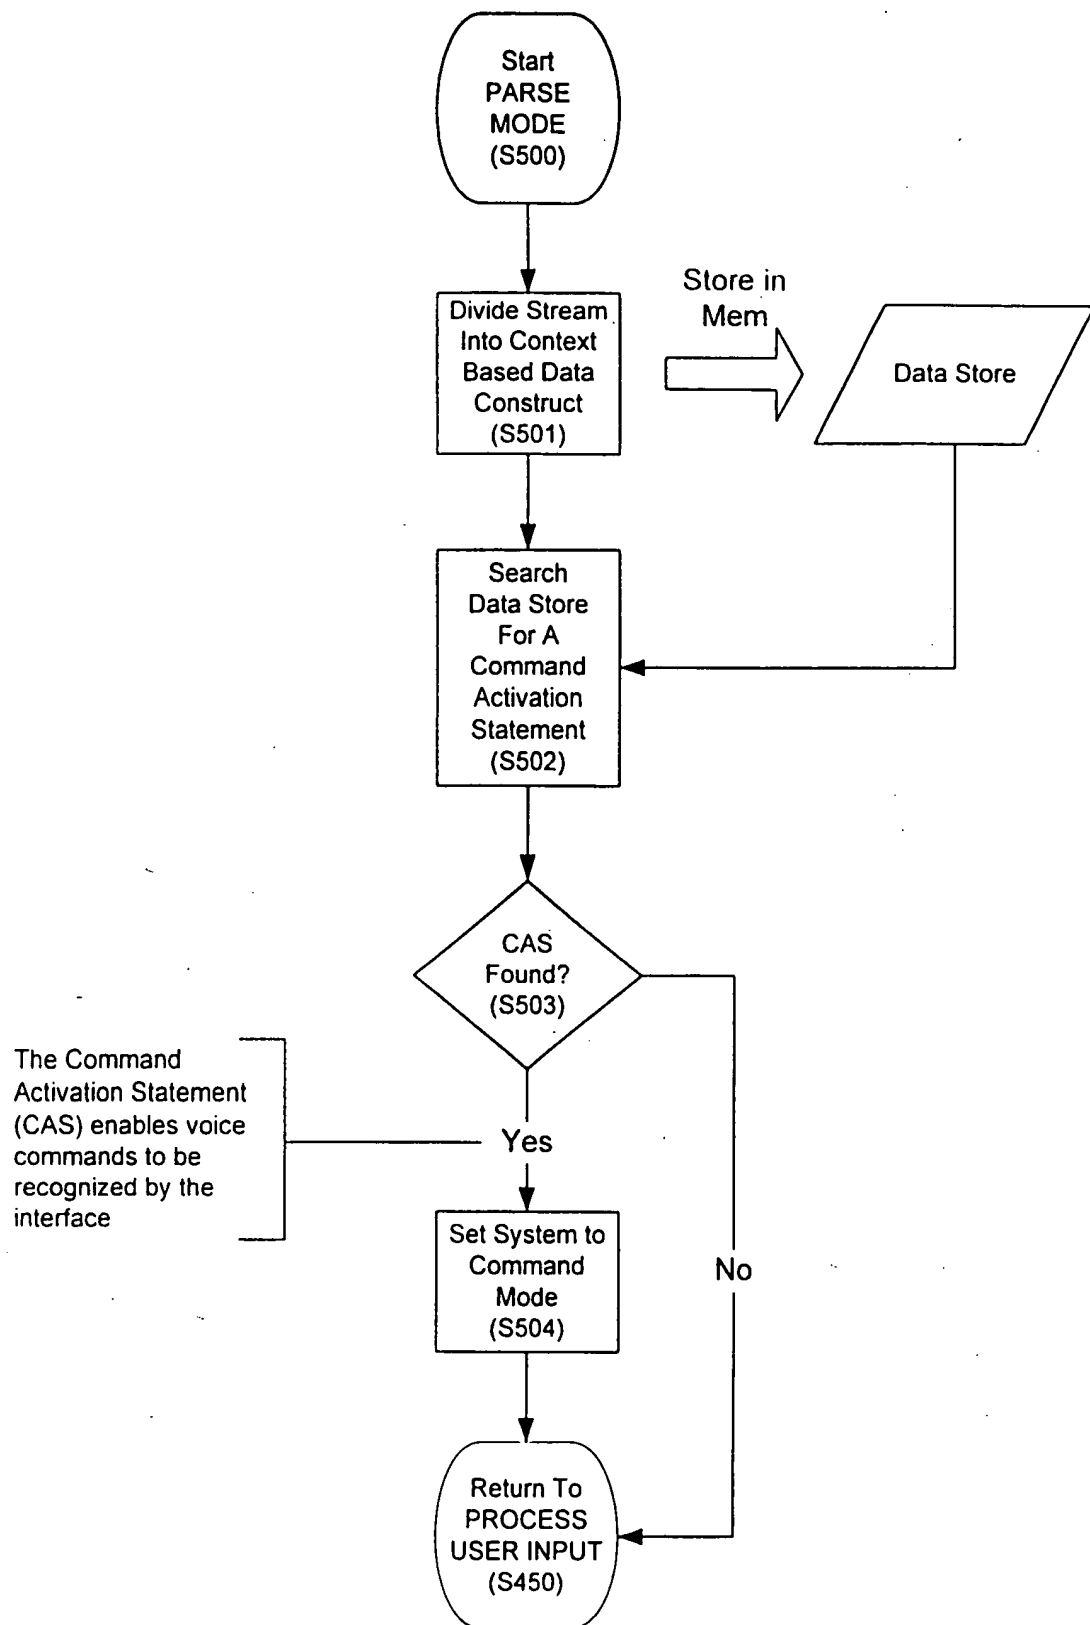 Start
PARSE
MODE
(S500)
Divide Stream
Into Context
Based Data
Construct
(S501)
Store in
Mem
Data Store
Search
Data Store
For A
Command
Activation
Statement
(S502)
CAS
Found?
(S503)
The Command
Activation Statement
(CAS) enables voice
commands to be
recognized by the
interface
Yes
Set System to
Command
Mode
(S504)
No
Return To
PROCESS
USER INPUT
(S450)